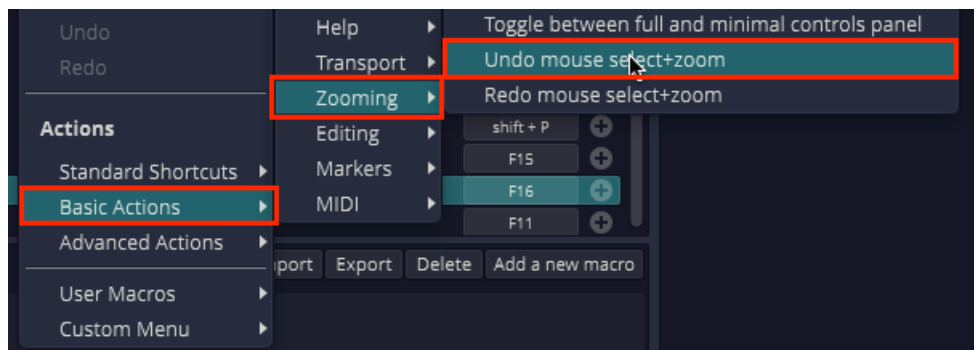 Undo
Redo
Actions
Standard Shortcuts
Basic Actions
Advanced Actions
User Macros
Custom Menu
Help
Transport
Zooming
Editing
Markers
MIDI
Toggle between full and minimal controls panel
Undo mouse select+zoom
Redo mouse select+zoom
shift + P
F15
F16
F11
Export
Delete
Add a new macro